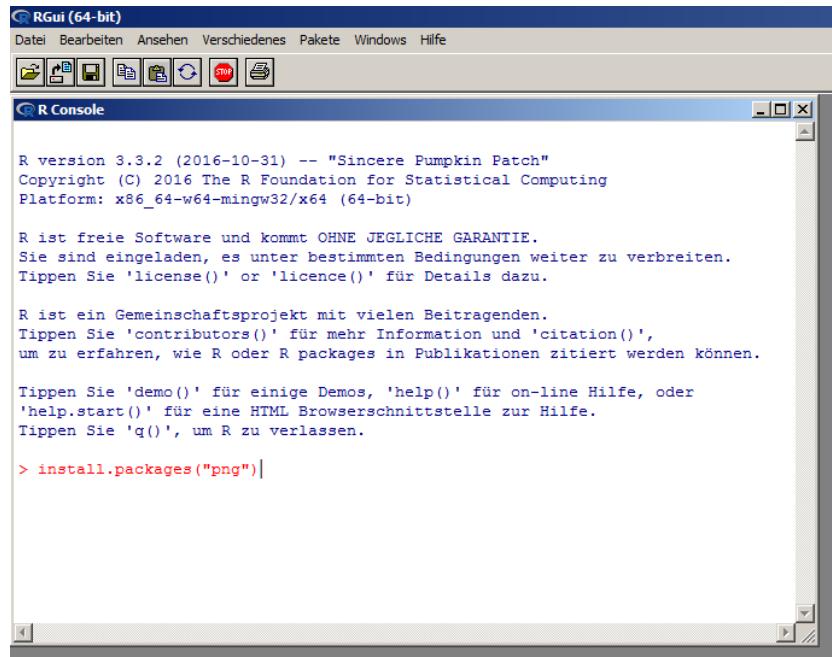 RGui (64-bit)
Datei Bearbeiten Ansehen Verschiedenes Pakete Windows Hilfe
STOP
R Console
R version 3.3.2 (2016-10-31) -- "Sincere Pumpkin Patch"
Copyright (C) 2016 The R Foundation for Statistical Computing
Platform: x86_64-w64-mingw32/x64 (64-bit)
R ist freie Software und kommt OHNE JEGLICHE GARANTIE.
Sie sind eingeladen, es unter bestimmten Bedingungen weiter zu verbreiten.
Tippen Sie 'license()' or 'licence()' für Details dazu.
R ist ein Gemeinschaftsprojekt mit vielen Beitragenden.
Tippen Sie 'contributors()' für mehr Information und 'citation()',
um zu erfahren, wie R oder R packages in Publikationen zitiert werden können.
Tippen Sie 'demo()' für einige Demos, 'help()' für on-line Hilfe, oder
'help.start()' für eine HTML Browserschnittstelle zur Hilfe.
Tippen Sie 'q()', um R zu verlassen.
> install.packages("png")